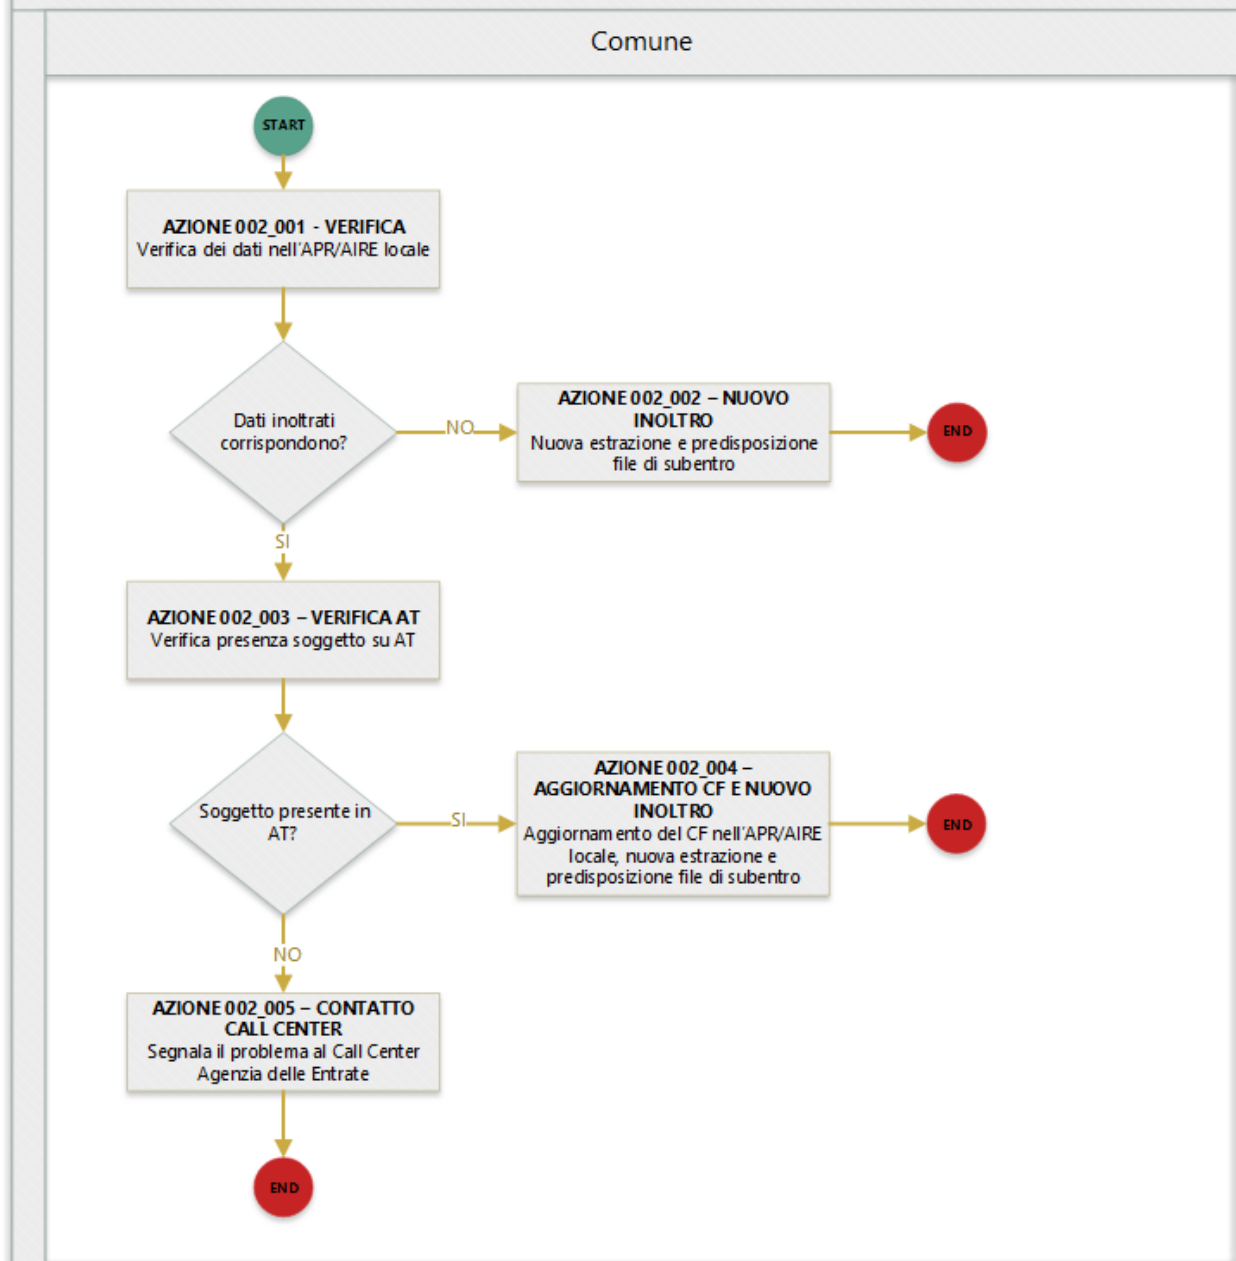 Comune
START
AZIONE 002_001 - VERIFICA
Verifica dei dati nell'APR/AIRE locale
Dati inoltrati
corrispondono?
NO
AZIONE 002_002 – NUOVO
INOLTRO
Nuova estrazione e predisposizione
file di subentro
END
SI
AZIONE 002_003 – VERIFICA AT
Verifica presenza soggetto su AT
Soggetto presente in
AT?
SI
AZIONE 002_004 –
AGGIORNAMENTO CF E NUOVO
INOLTRO
Aggiornamento del CF nell'APR/AIRE
locale, nuova estrazione e
predisposizione file di subentro
END
NO
AZIONE 002_005 – CONTATTO
CALL CENTER
Segnala il problema al Call Center
Agenzia delle Entrate
END